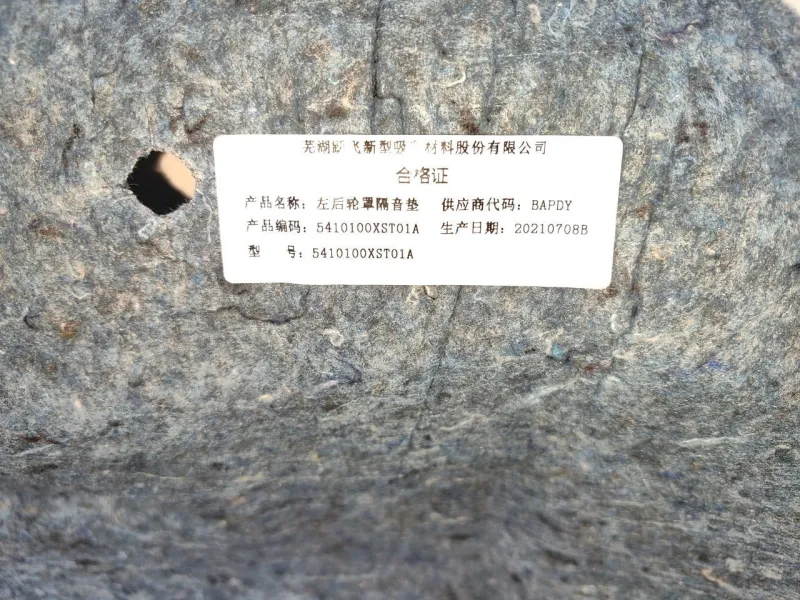 芜湖跃飞新型吸 材料股份有限公司
合格证
产品名称：左后轮罩隔音垫 供应商代码：BAPDY
产品编码：5410100XST01A 生产日期：20210708B
型 号：5410100XST01A